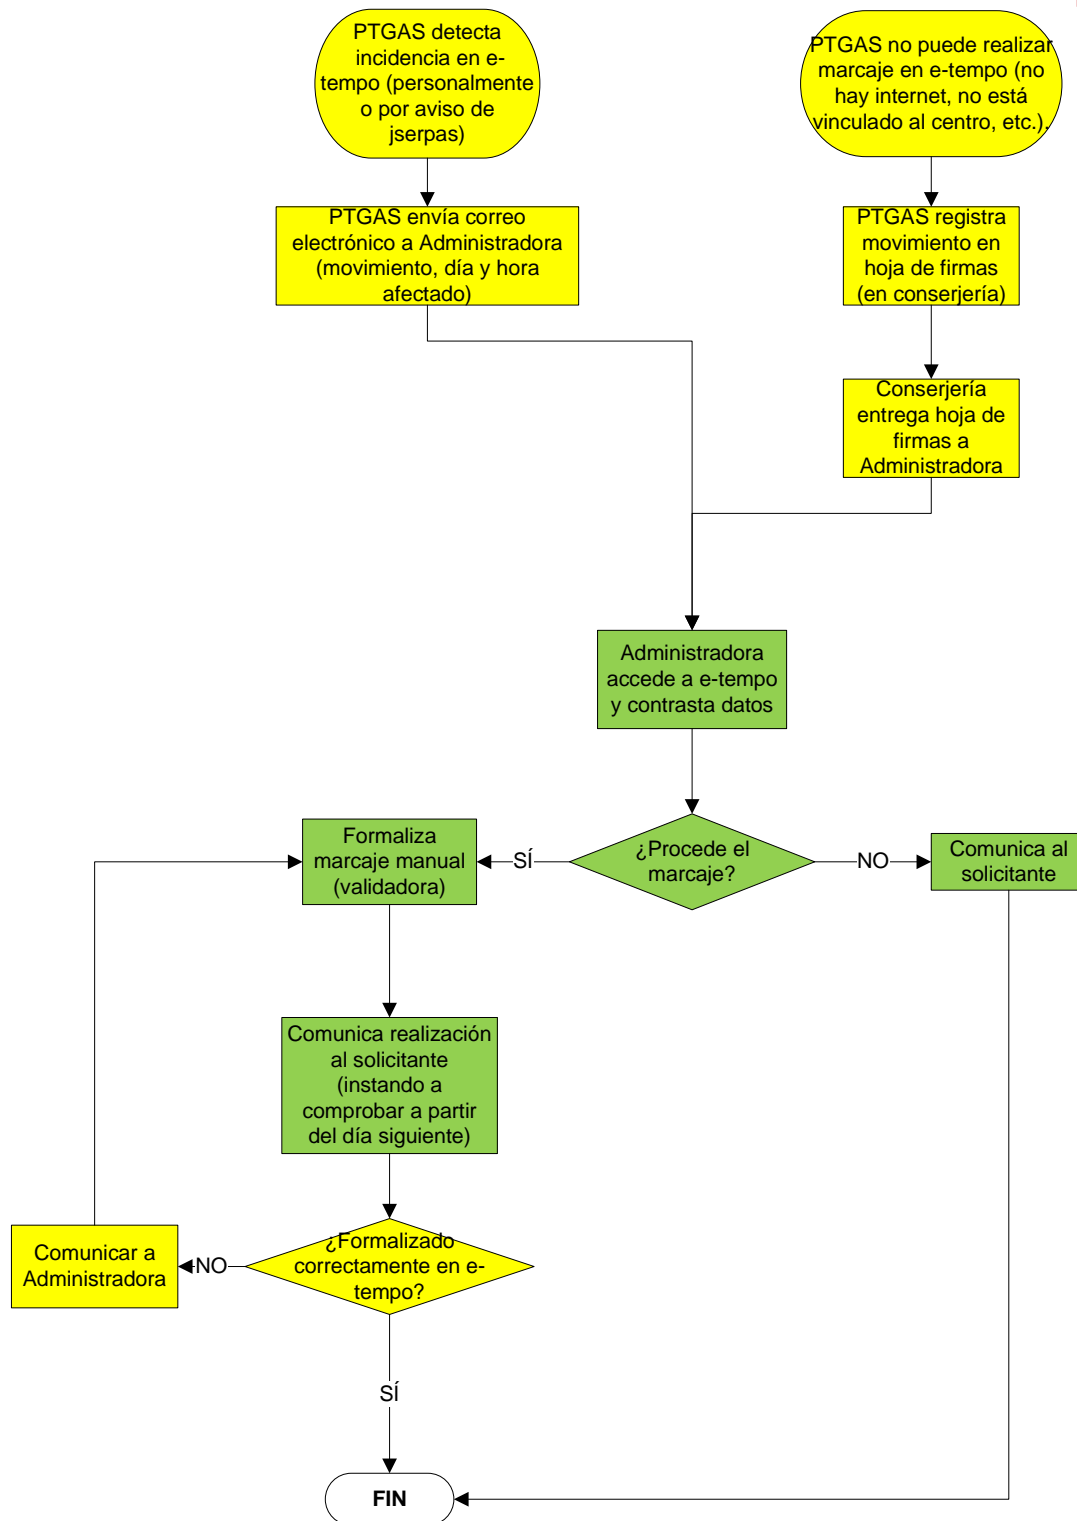 PTGAS detecta
incidencia en e-
tempo (personalmente
o por aviso de
jserpas)
PTGAS no puede realizar
marcaje en e-tempo (no
hay internet, no está
vinculado al centro, etc.).
PTGAS envía correo
electrónico a Administradora
(movimiento, día y hora
afectado)
PTGAS registra
movimiento en
hoja de firmas
(en conserjería)
Conserjería
entrega hoja de
firmas a
Administradora
Administradora
accede a e-tempo
y contrasta datos
Formaliza
marcaje manual
(validadora)
SÍ
¿Procede el
marcaje?
NO
Comunica al
solicitante
Comunica realización
al solicitante
(instando a
comprobar a partir
del día siguiente)
Comunicar a
Administradora
NO
¿Formalizado
correctamente en e-
tempo?
SÍ
FIN